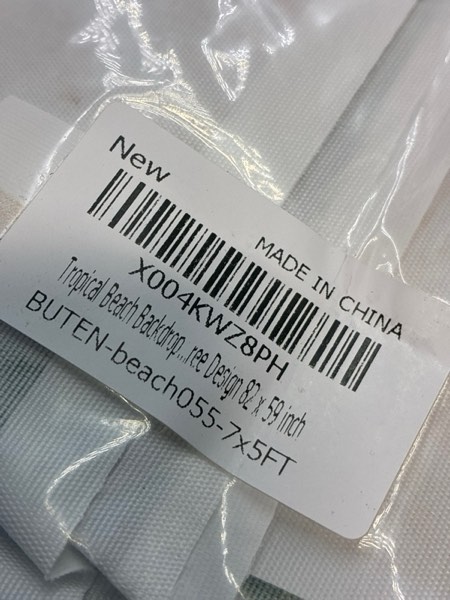 New
MADE IN CHINA
X004KWZ8PH
Tropical Beach Backdrop...ree Design 82 x 59 inch
BUTEN-beach055-7x5FT